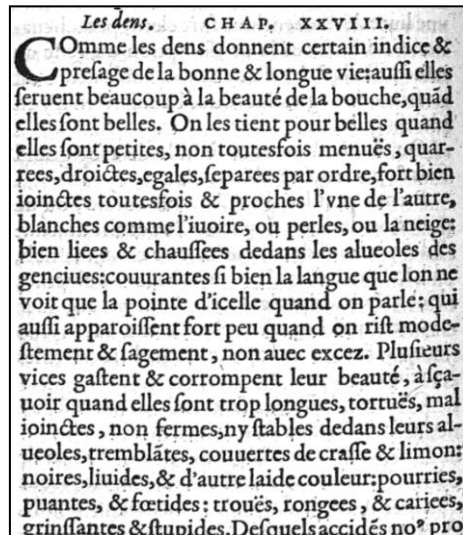 Les dens. CHAP. XXVIII.
COmme les dens donnent certain indice &
preſage de la bonne & longue vie: auſſi elles
ſeruent beaucoup à la beauté de la bouche, quãd
elles ſont belles. On les tient pour belles quand
elles ſont petites, non toutesfois menuës, quar-
rees, droictes, egales, ſeparees par ordre, fort bien
ioinctes toutesfois & proches l'vne de l'autre,
blanches comme l'iuoire, ou perles, ou la neige:
bien liees & chauſſees dedans les alueoles des
genciues: couurantes ſi bien la langue que lon ne
voit que la pointe d'icelle quand on parle; qui
auſſi apparoiſſent fort peu quand on riſt mode-
ſtement & ſagement, non auec excez. Pluſieurs
vices gaſtent & corrompent leur beauté, à ſça-
uoir quand elles ſont trop longues, tortuës, mal
ioinctes, non fermes, ny ſtables dedans leurs al-
ueoles, tremblãtes, couuertes de craſſe & limon:
noires, liuides, & d'autre laide couleur: pourries,
puantes, & fœtides: trouës, rongees, & cariees,
grinſſantes & ſtupides. Deſquels accidẽs noꝰ pro